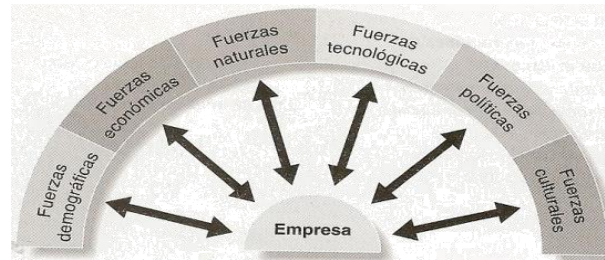 Fuerzas
demográficas
Fuerzas
económicas
Fuerzas
naturales
Fuerzas
tecnológicas
Fuerzas
políticas
Fuerzas
culturales
Empresa